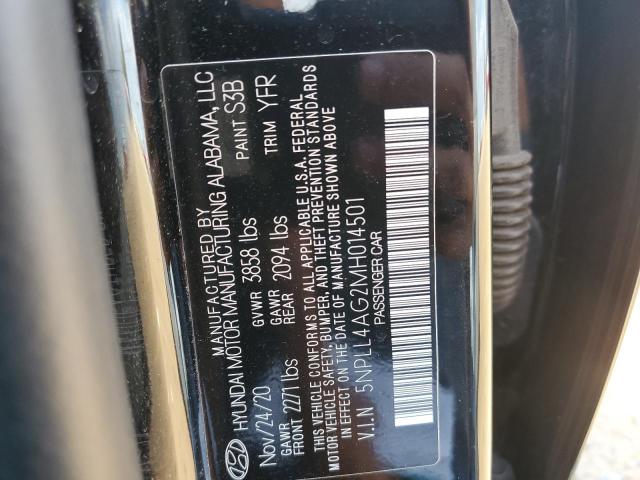 MANUFACTURED BY
HYUNDAI MOTOR MANUFACTURING ALABAMA, LLC
Nov/24/20 GVWR 3858 lbs PAINT S3B
GAWR FRONT 2271 lbs GAWR REAR 2094 lbs TRIM YFR
THIS VEHICLE CONFORMS TO ALL APPLICABLE U.S.A. FEDERAL
MOTOR VEHICLE SAFETY, BUMPER, AND THEFT PREVENTION STANDARDS
IN EFFECT ON THE DATE OF MANUFACTURE SHOWN ABOVE
V.I.N 5NPLL4AG2MH014501
PASSENGER CAR